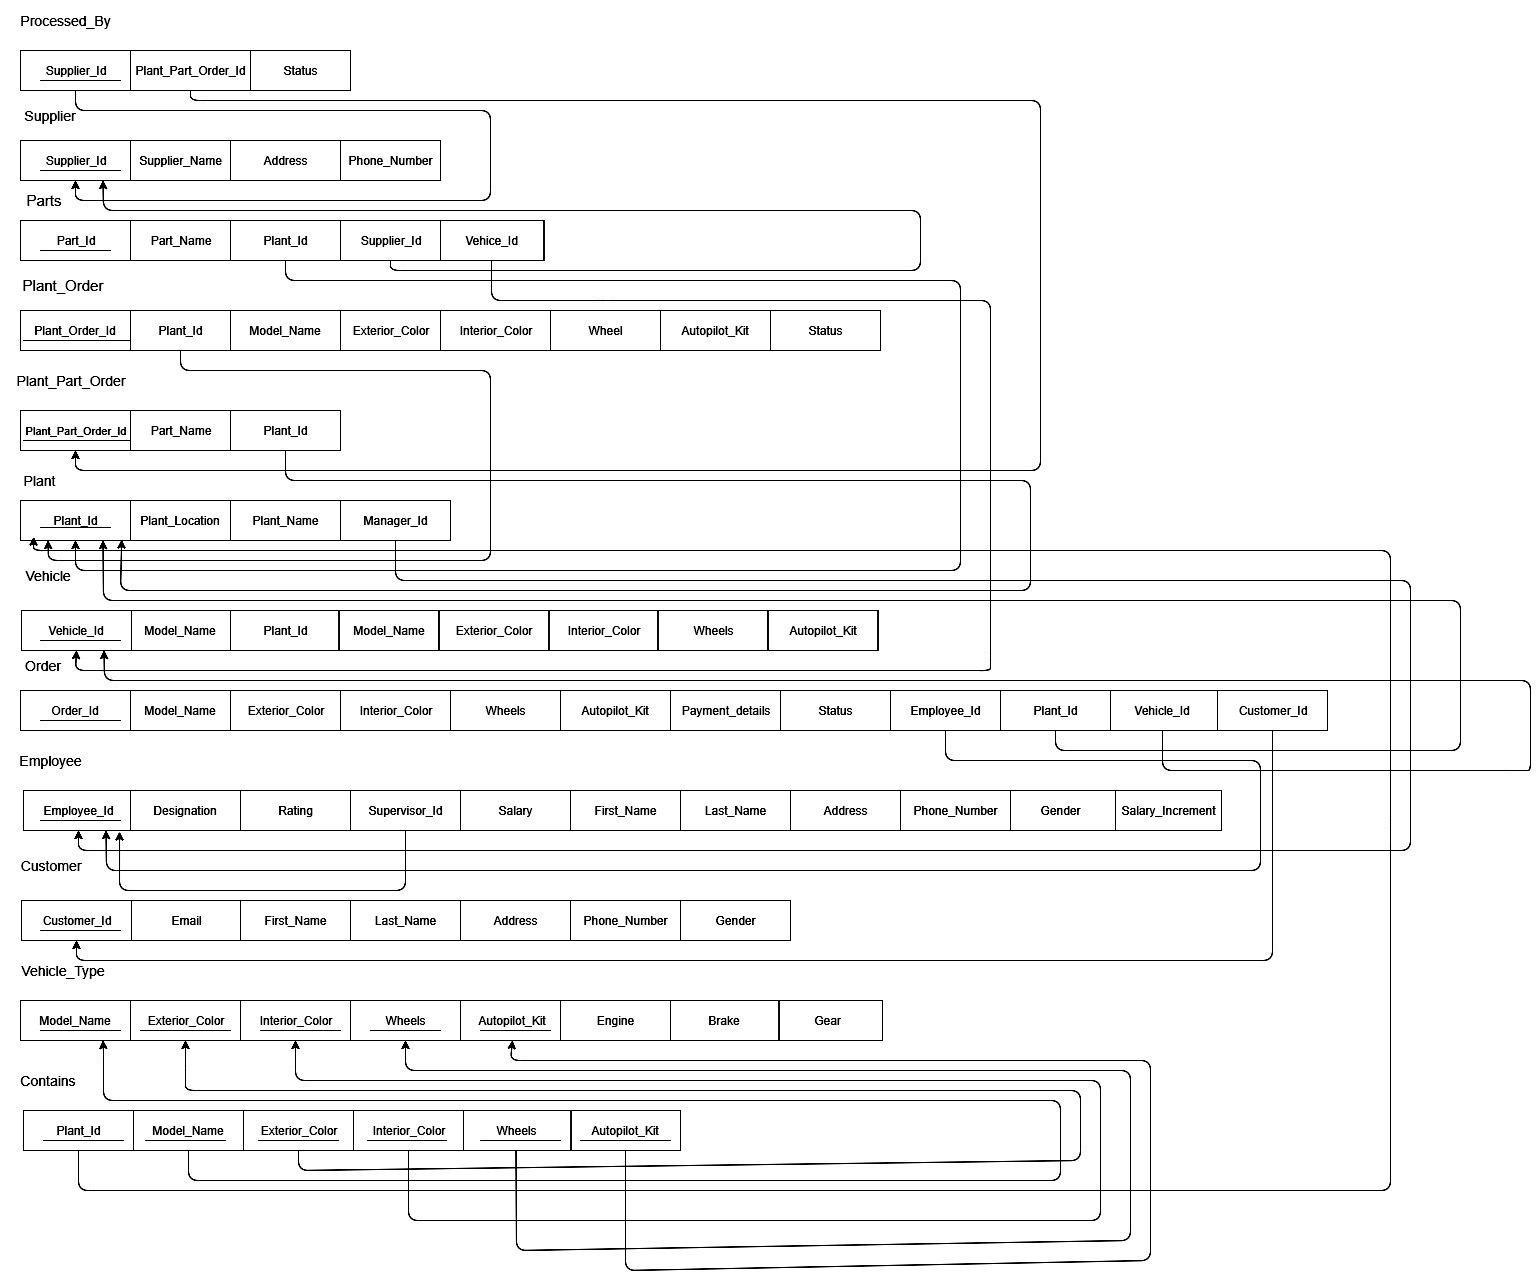 Processed_By
Supplier_Id Plant_Part_Order_Id Status
Supplier
Supplier_Id Supplier_Name Address Phone_Number
Parts
Part_Id Part_Name Plant_Id Supplier_Id Vehice_Id
Plant_Order
Plant_Order_Id Plant_Id Model_Name Exterior_Color Interior_Color Wheel Autopilot_Kit Status
Plant_Part_Order
Plant_Part_Order_Id Part_Name Plant_Id
Plant
Plant_Id Plant_Location Plant_Name Manager_Id
Vehicle
Vehicle_Id Model_Name Plant_Id Model_Name Exterior_Color Interior_Color Wheels Autopilot_Kit
Order
Order_Id Model_Name Exterior_Color Interior_Color Wheels Autopilot_Kit Payment_details Status Employee_Id Plant_Id Vehicle_Id Customer_Id
Employee
Employee_Id Designation Rating Supervisor_Id Salary First_Name Last_Name Address Phone_Number Gender Salary_Increment
Customer
Customer_Id Email First_Name Last_Name Address Phone_Number Gender
Vehicle_Type
Model_Name Exterior_Color Interior_Color Wheels Autopilot_Kit Engine Brake Gear
Contains
Plant_Id Model_Name Exterior_Color Interior_Color Wheels Autopilot_Kit